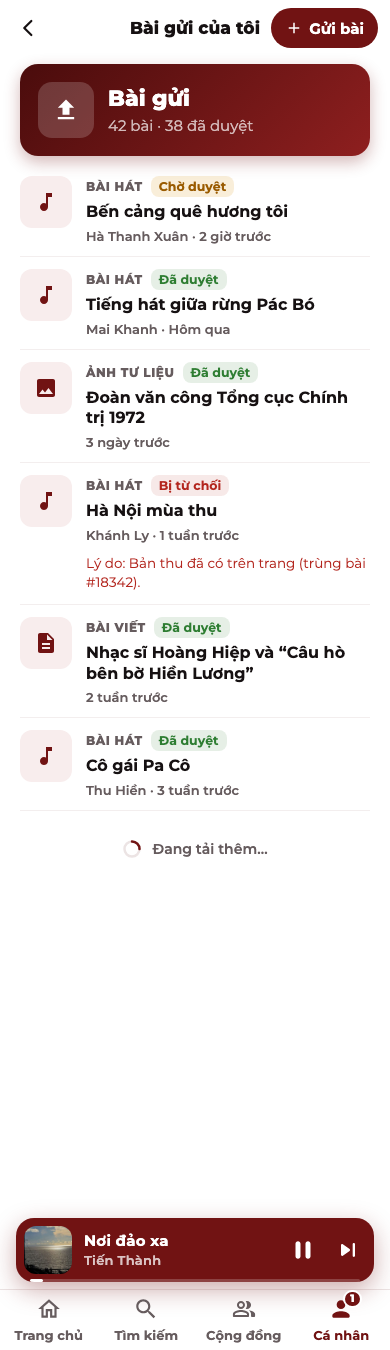 Bài gửi của tôi
+ Gửi bài
Bài gửi
42 bài · 38 đã duyệt
BÀI HÁT Chờ duyệt
Bến cảng quê hương tôi
Hà Thanh Xuân · 2 giờ trước
BÀI HÁT Đã duyệt
Tiếng hát giữa rừng Pác Bó
Mai Khanh · Hôm qua
ẢNH TƯ LIỆU Đã duyệt
Đoàn văn công Tổng cục Chính
trị 1972
3 ngày trước
BÀI HÁT Bị từ chối
Hà Nội mùa thu
Khánh Ly · 1 tuần trước
Lý do: Bản thu đã có trên trang (trùng bài
#18342).
BÀI VIẾT Đã duyệt
Nhạc sĩ Hoàng Hiệp và “Câu hò
bên bờ Hiền Lương”
2 tuần trước
BÀI HÁT Đã duyệt
Cô gái Pa Cô
Thu Hiền · 3 tuần trước
Đang tải thêm...
Nơi đảo xa
Tiến Thành
1
Trang chủ Tìm kiếm Cộng đồng Cá nhân